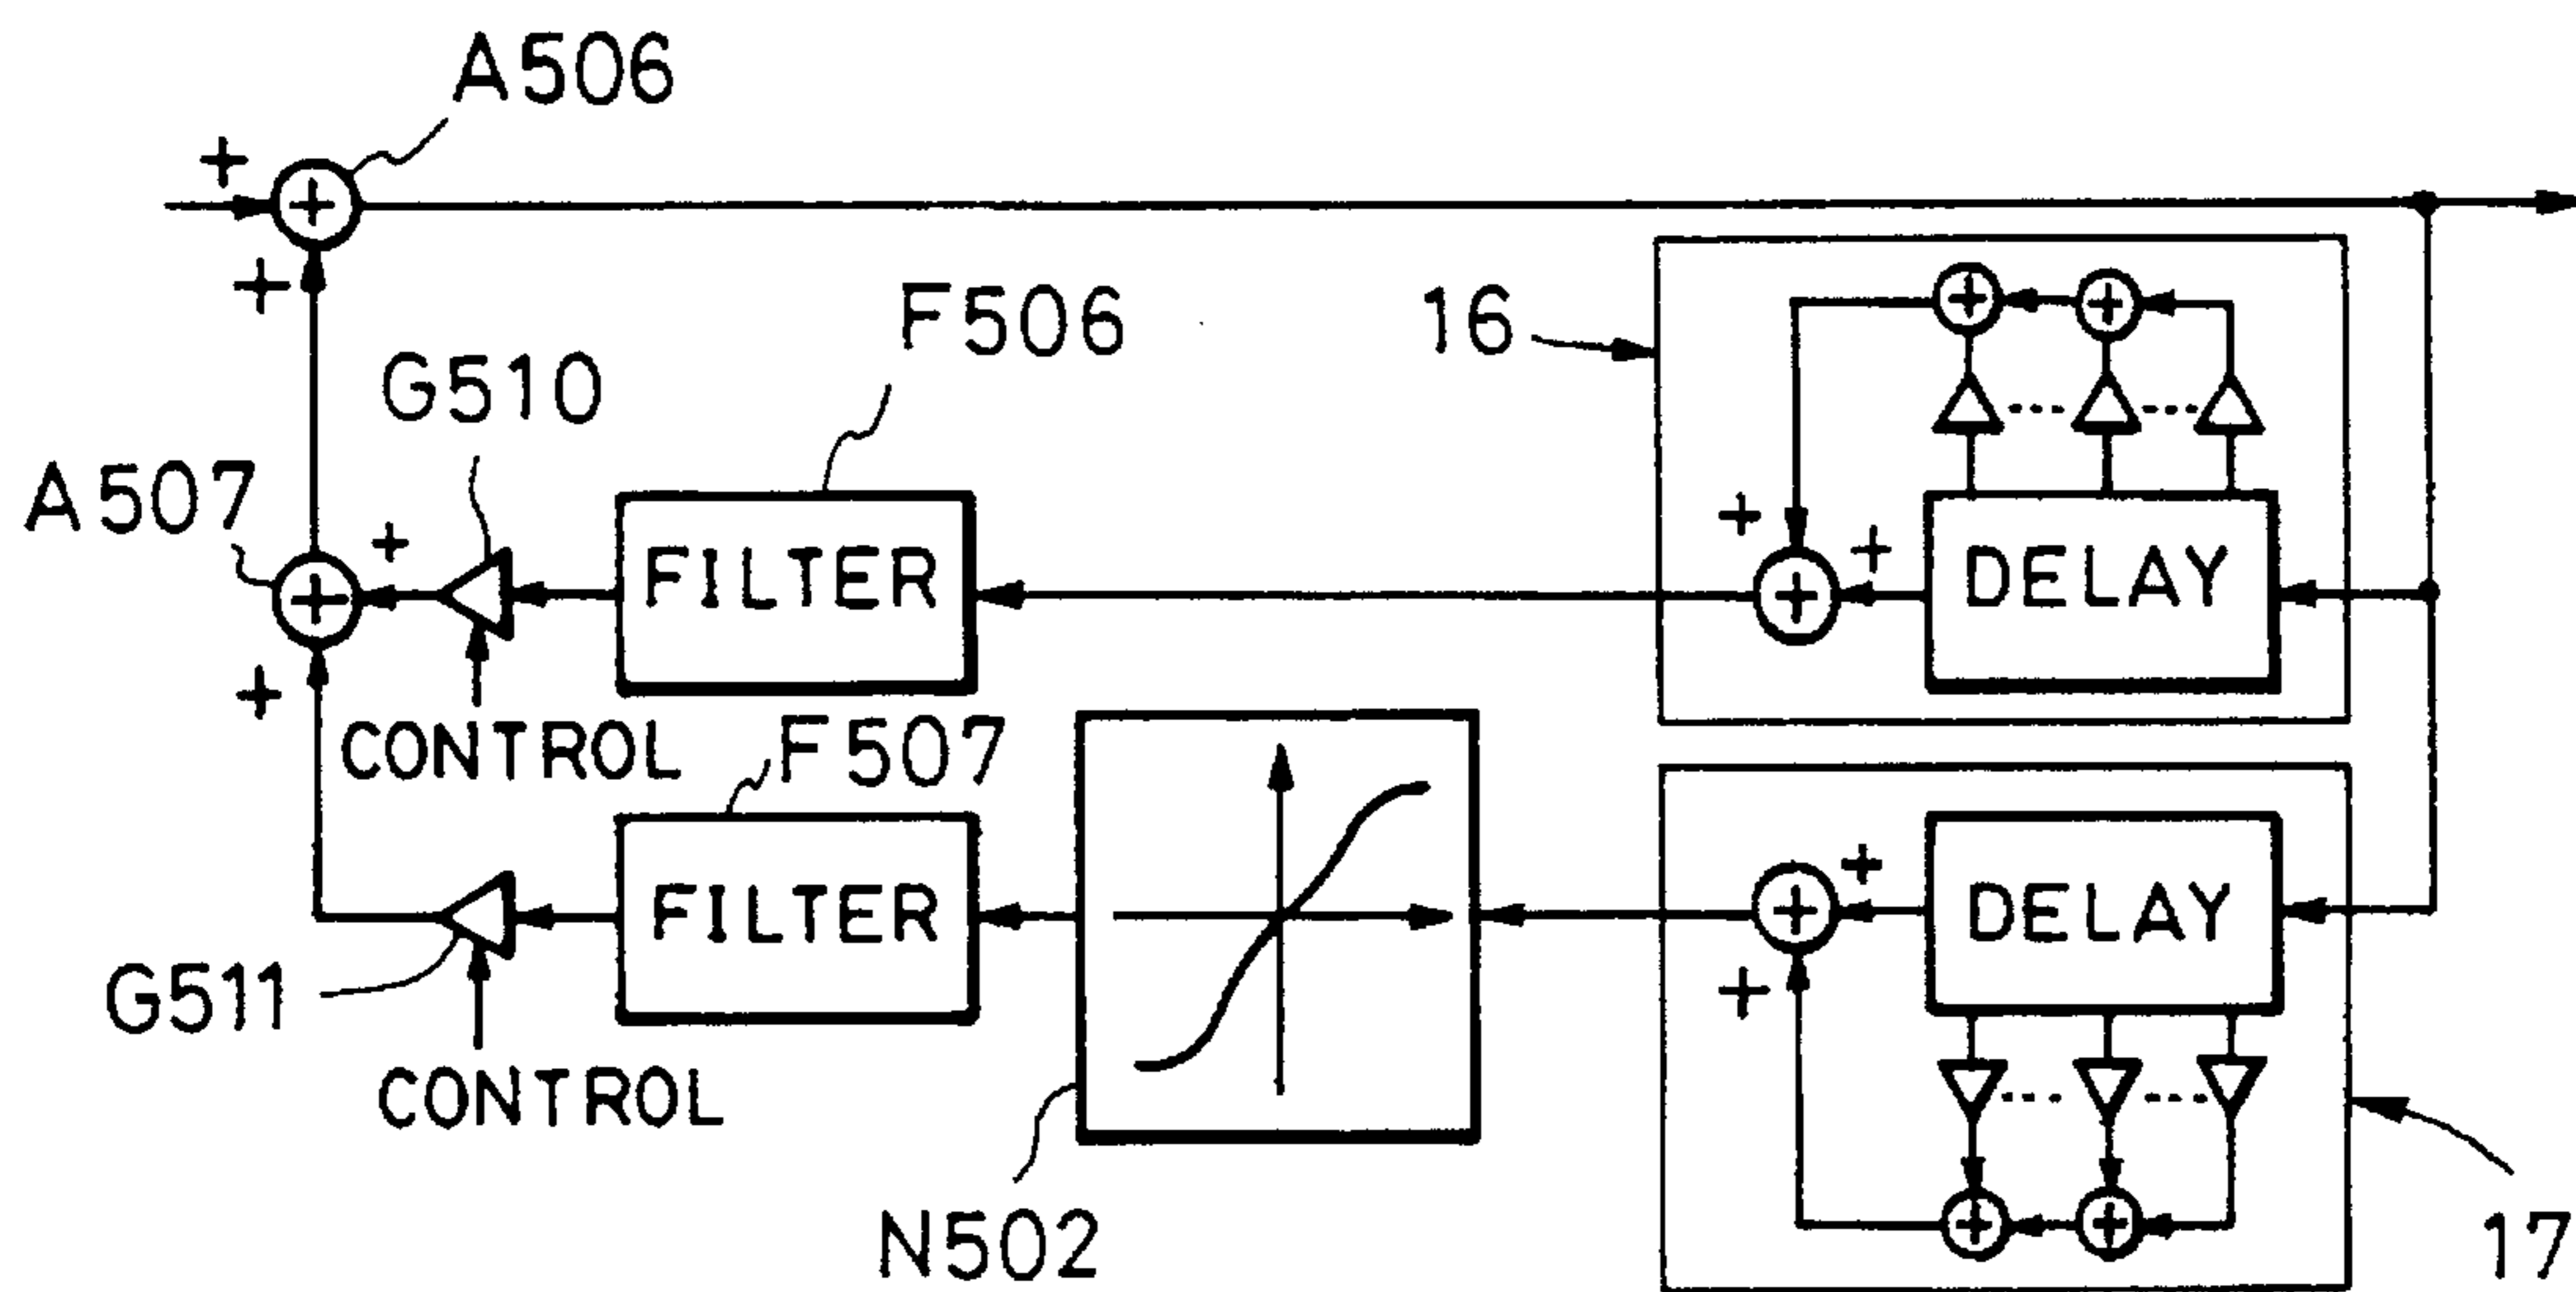 A506
+
+
+
F506
16
G510
A507
+
+
+
+
+
FILTER
+
DELAY
+
CONTROL
F507
+
+
FILTER
DELAY
G511
+
CONTROL
N502
+
+
17